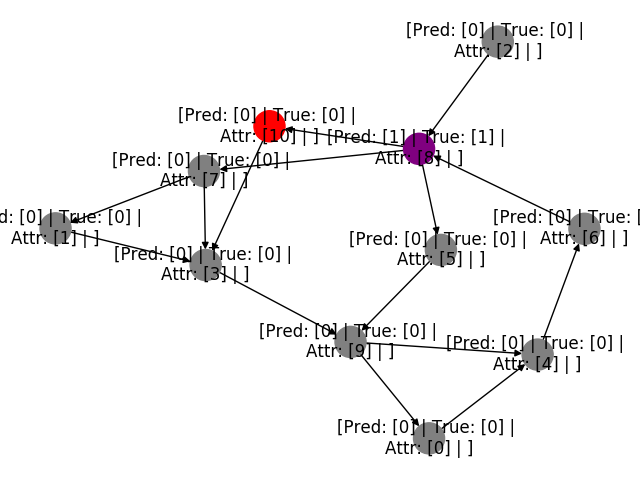 [Pred: [0] | True: [0] |
Attr: [2] | ]
[Pred: [0] | True: [0] |
Attr: [10] | ]
[Pred: [1] | True: [1] |
Attr: [8] | ]
[Pred: [0] | True: [0] |
Attr: [7] | ]
d: [0] | True: [0] |
Attr: [1] | ]
[Pred: [0] | True: [0] |
Attr: [6] | ]
[Pred: [0] | True: [0] |
Attr: [5] | ]
[Pred: [0] | True: [0] |
Attr: [3] | ]
[Pred: [0] | True: [0] |
Attr: [9] | ]
[Pred: [0] | True: [0] |
Attr: [4] | ]
[Pred: [0] | True: [0] |
Attr: [0] | ]